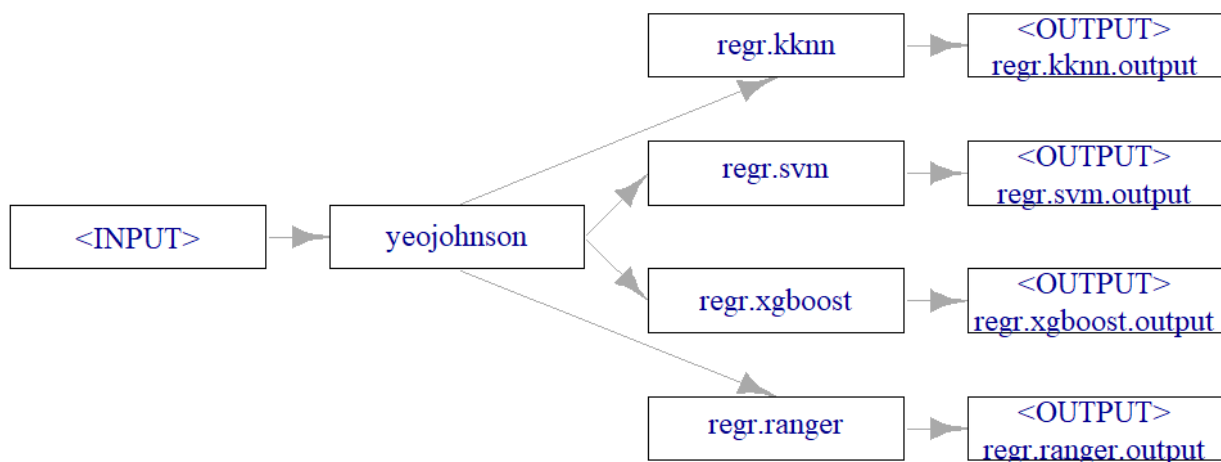 regr.kknn
<OUTPUT>
regr.kknn.output
regr.svm
<OUTPUT>
regr.svm.output
<INPUT>
yeojohnson
regr.xgboost
<OUTPUT>
regr.xgboost.output
regr.ranger
<OUTPUT>
regr.ranger.output